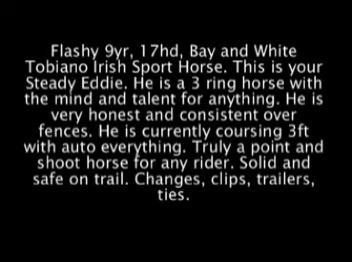 Flashy 9yr, 17hd, Bay and White
Tobiano Irish Sport Horse. This is your
Steady Eddie. He is a 3 ring horse with
the mind and talent for anything. He is
very honest and consistent over
fences. He is currently coursing 3ft
with auto everything. Truly a point and
shoot horse for any rider. Solid and
safe on trail. Changes, clips, trailers,
ties.